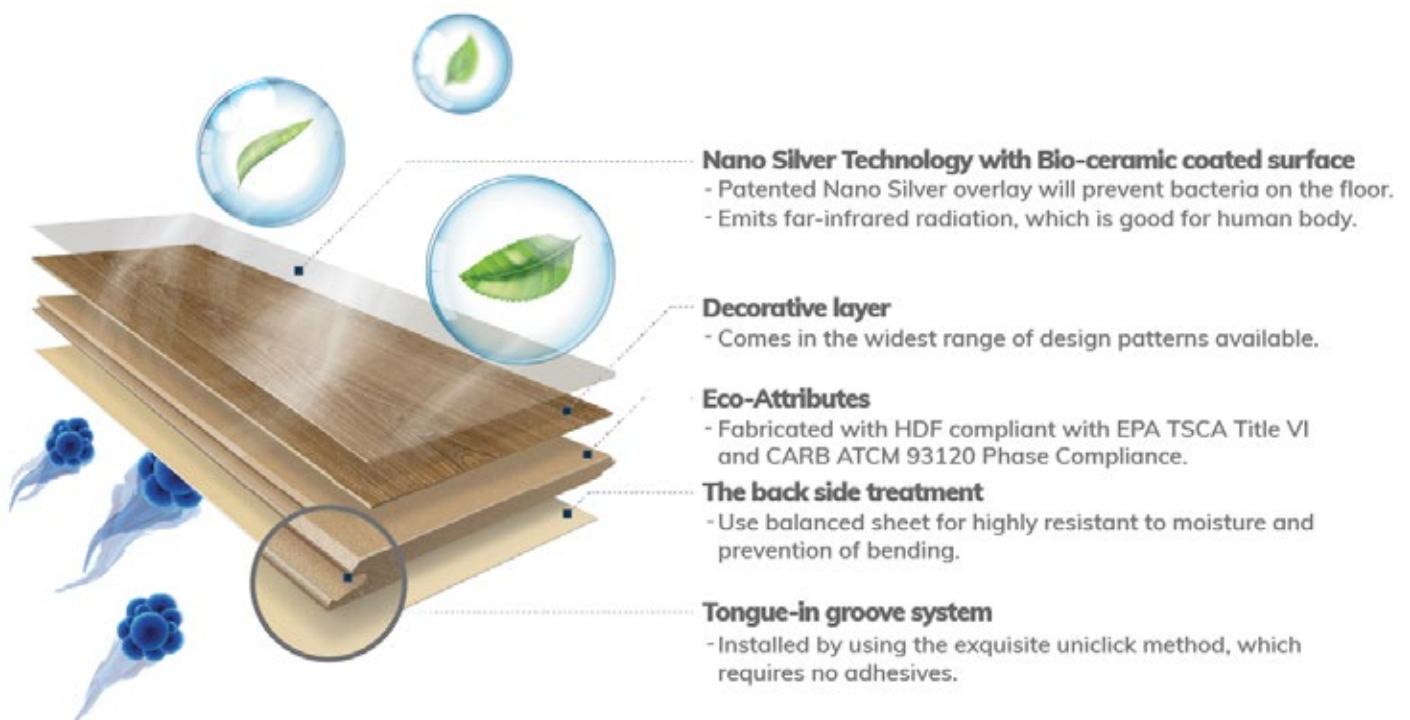 Nano Silver Technology with Bio-ceramic coated surface
- Patented Nano Silver overlay will prevent bacteria on the floor.
- Emits far-infrared radiation, which is good for human body.
Decorative layer
- Comes in the widest range of design patterns available.
Eco-Attributes
- Fabricated with HDF compliant with EPA TSCA Title VI
and CARB ATCM 93120 Phase Compliance.
The back side treatment
- Use balanced sheet for highly resistant to moisture and
prevention of bending.
Tongue-in groove system
- Installed by using the exquisite uniclick method, which
requires no adhesives.